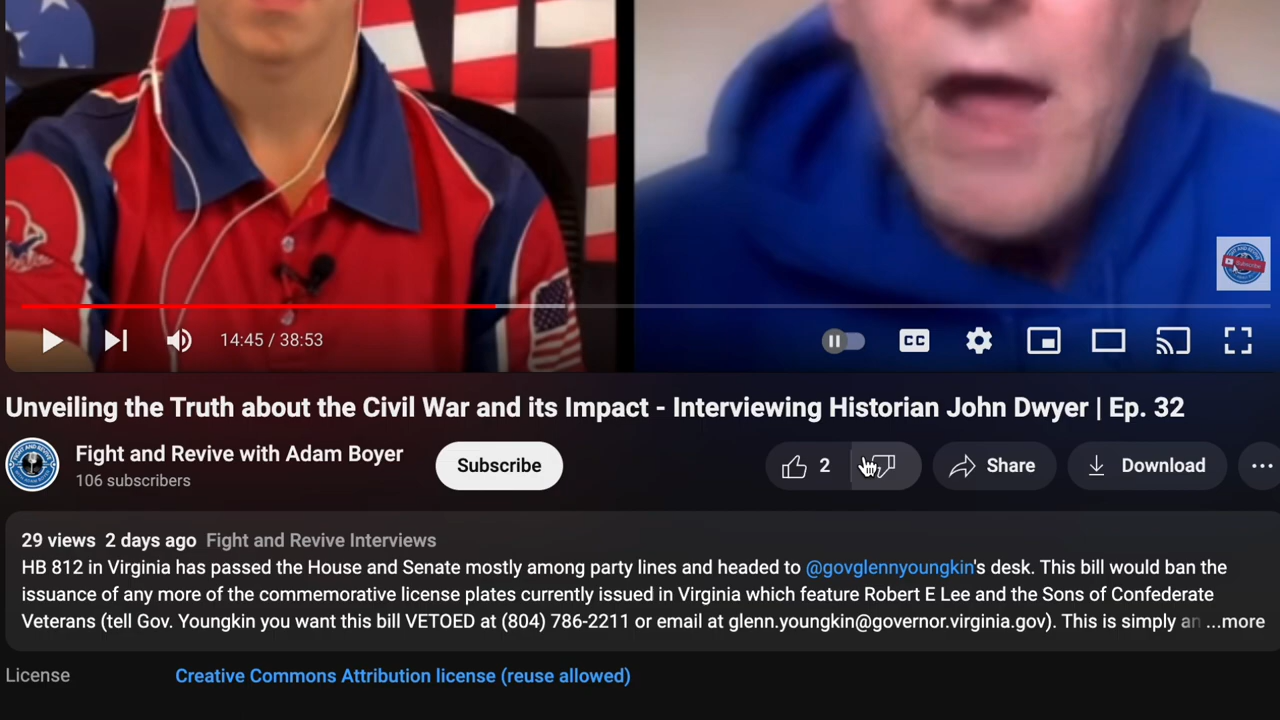 14:45 / 38:53
CC
Unveiling the Truth about the Civil War and its Impact - Interviewing Historian John Dwyer | Ep. 32
Fight and Revive with Adam Boyer
106 subscribers
Subscribe
2
Share
Download
29 views 2 days ago Fight and Revive Interviews
HB 812 in Virginia has passed the House and Senate mostly among party lines and headed to @govglennyoungkin's desk. This bill would ban the
issuance of any more of the commemorative license plates currently issued in Virginia which feature Robert E Lee and the Sons of Confederate
Veterans (tell Gov. Youngkin you want this bill VETOED at (804) 786-2211 or email at glenn.youngkin@governor.virginia.gov). This is simply an ...more
License
Creative Commons Attribution license (reuse allowed)